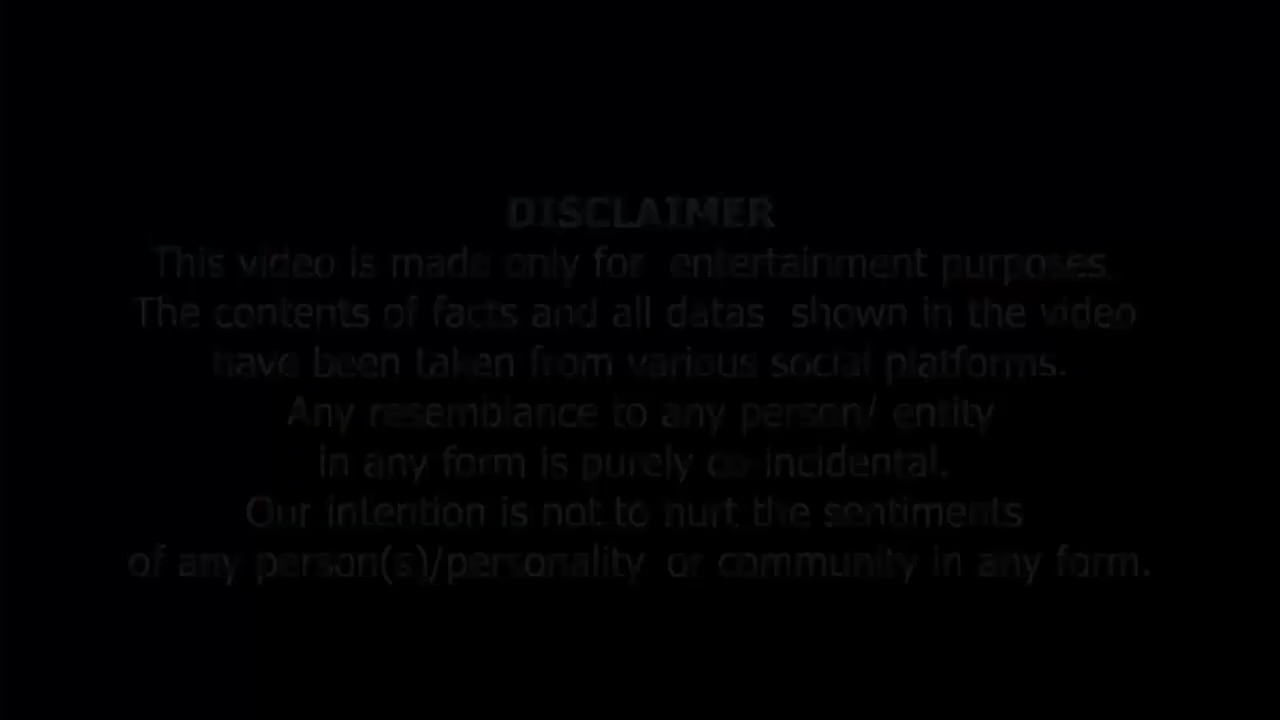 DISCLAIMER
This video is made only for entertainment purposes.
The contents of facts and all datas shown in the video
have been taken from various social platforms.
Any resemblance to any person/ entity
in any form is purely co-incidental.
Our intention is not to hurt the sentiments
of any person(s)/personality or community in any form.